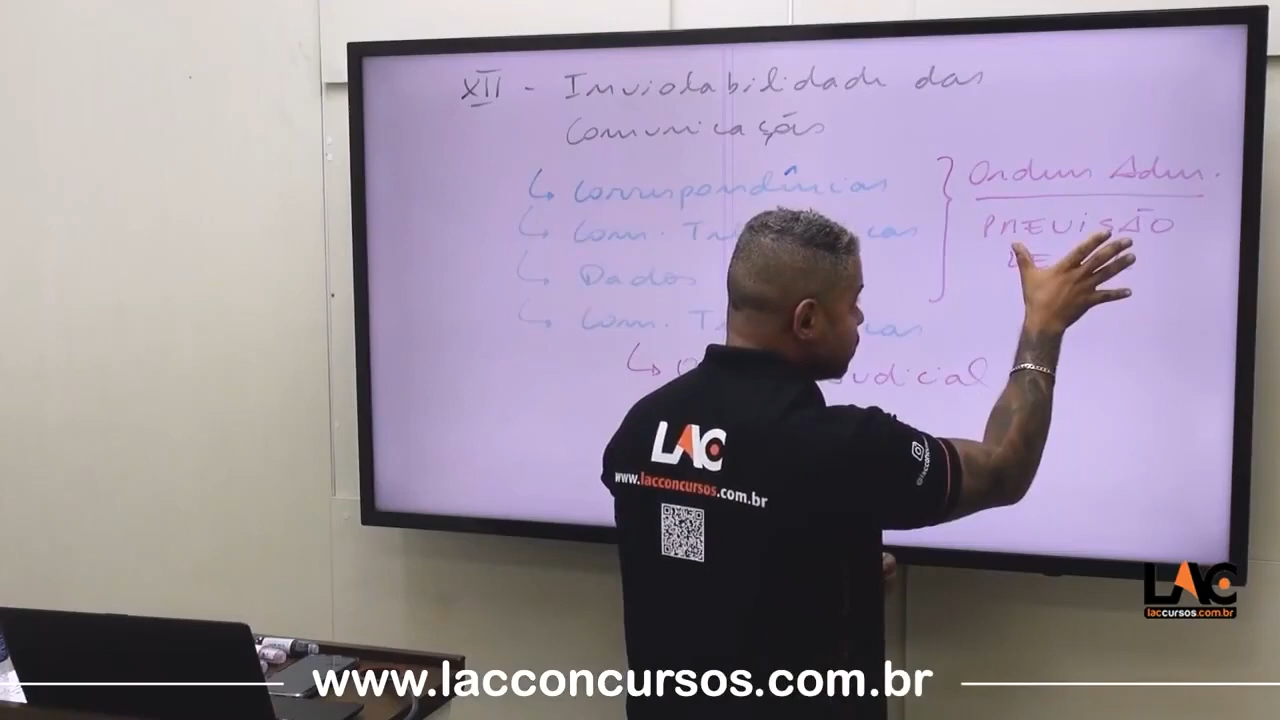 XII - Inviolabilidade das
Comunicações
↳ Correspondências
↳ Com.
↳ Dados
↳ Com.
Ordem Adm.
PREVISÃO
LAC
www.lacconcursos.com.br
LAC
laccursos.com.br
www.lacconcursos.com.br